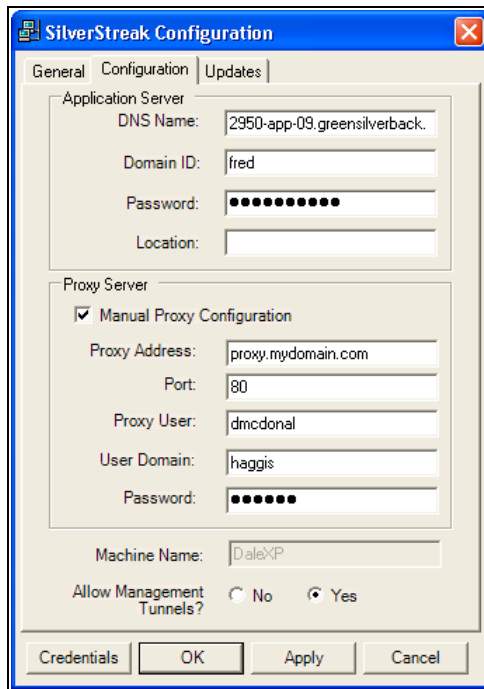 SilverStreak Configuration
General Configuration Updates
Application Server
DNS Name: 2950-app-09.greensilverback.
Domain ID: fred
Password: ●●●●●●●●●●
Location:
Proxy Server
Manual Proxy Configuration
Proxy Address: proxy.mydomain.com
Port: 80
Proxy User: dmcdonal
User Domain: haggis
Password: ●●●●●●
Machine Name: DaleXP
Allow Management No Yes
Tunnels?
Credentials OK Apply Cancel